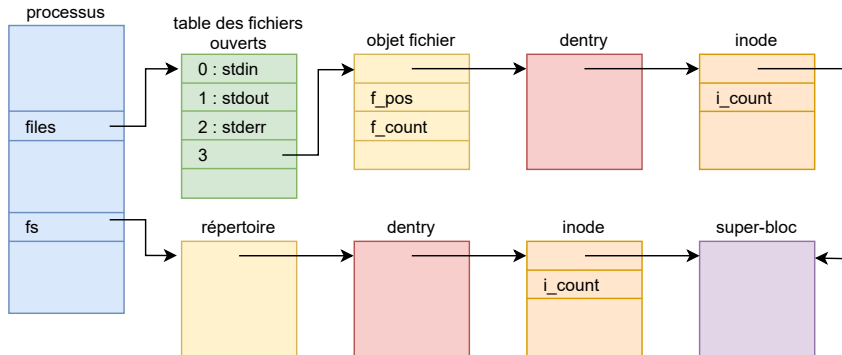 processus
table des fichiers
ouverts
objet fichier
dentry
inode
0 : stdin
1 : stdout
2 : stderr
3
files
f_pos
f_count
i_count
fs
répertoire
dentry
inode
super-bloc
i_count